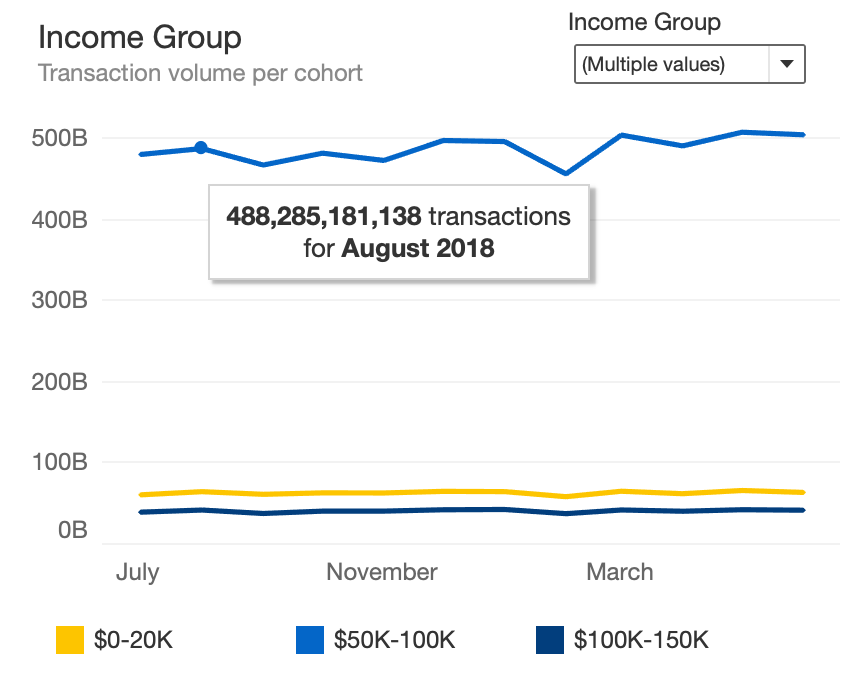 Income Group
Transaction volume per cohort
Income Group
(Multiple values)
500B
400B
300B
200B
100B
0B
488,285,181,138 transactions
for August 2018
July November March
$0-20K $50K-100K $100K-150K